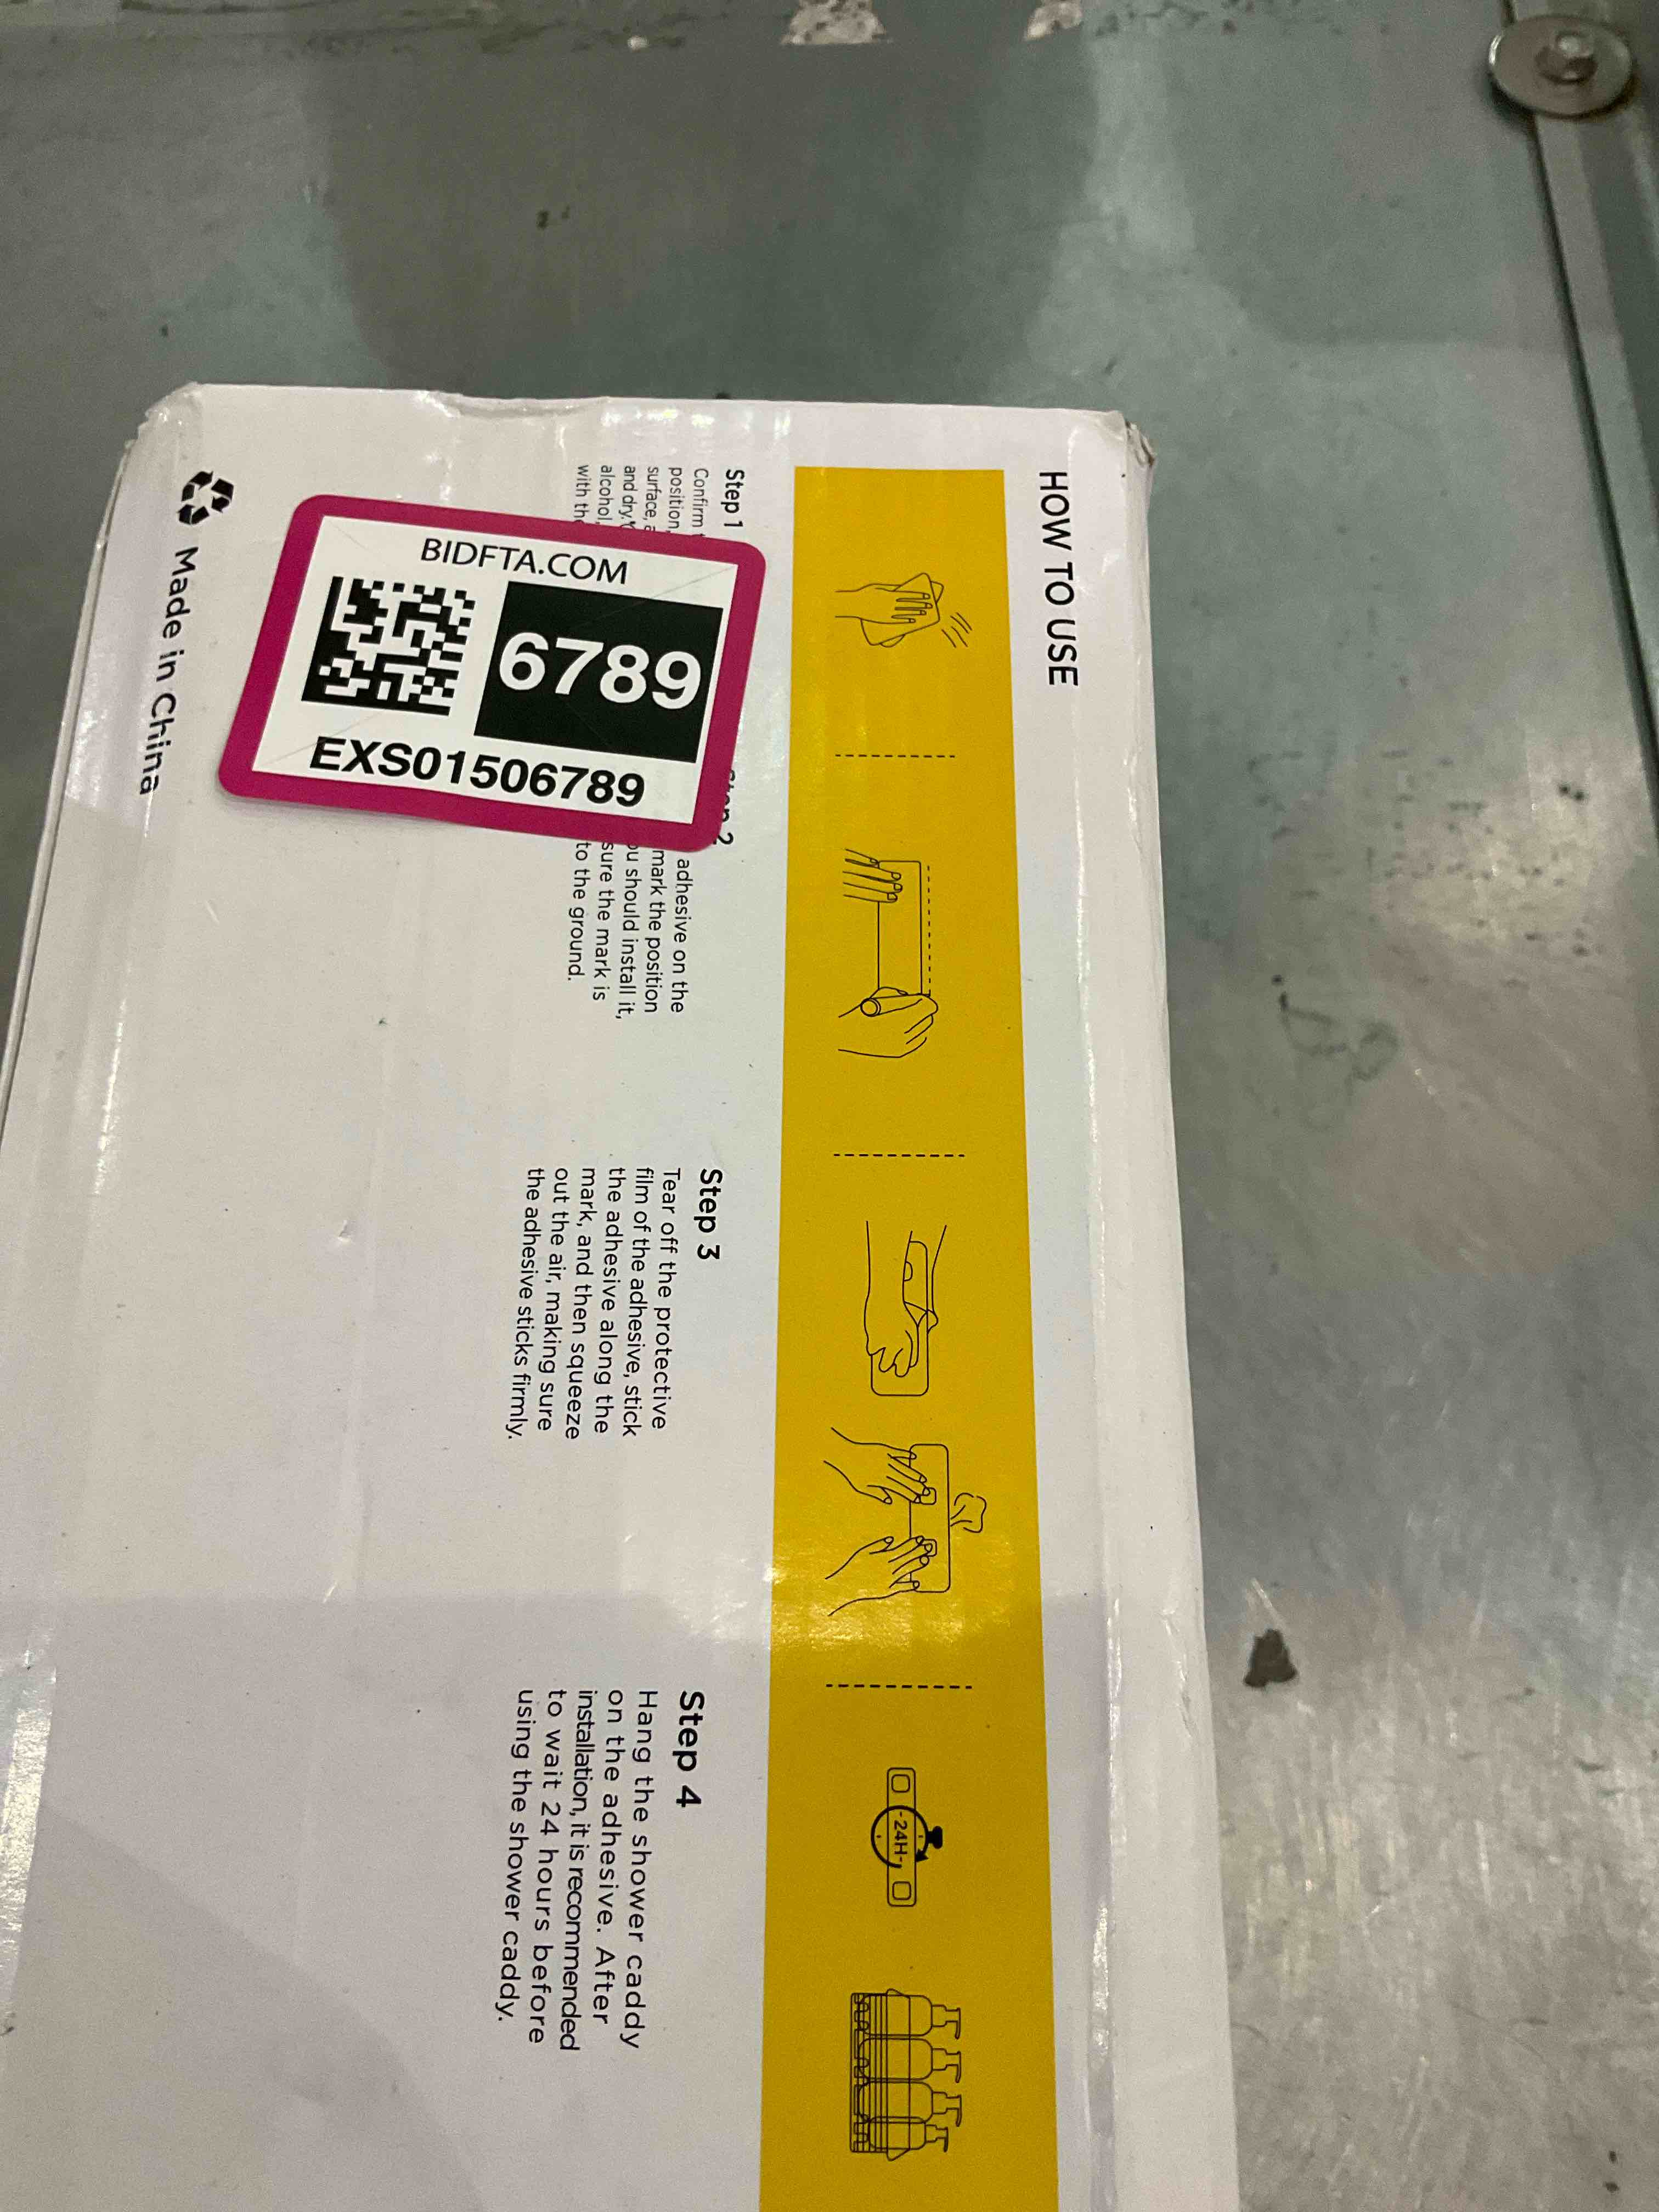 HOW TO USE
-24H-
Step 1
Confirm
position,
surface,
and dry.
alcohol,
with
2
adhesive on the
mark the position
should install it,
sure the mark is
to the ground.
Step 3
Tear off the protective
film of the adhesive, stick
the adhesive along the
mark, and then squeeze
out the air, making sure
the adhesive sticks firmly.
Step 4
Hang the shower caddy
on the adhesive. After
installation, it is recommended
to wait 24 hours before
using the shower caddy.
BIDFTA.COM
6789
EXS01506789
Made in China